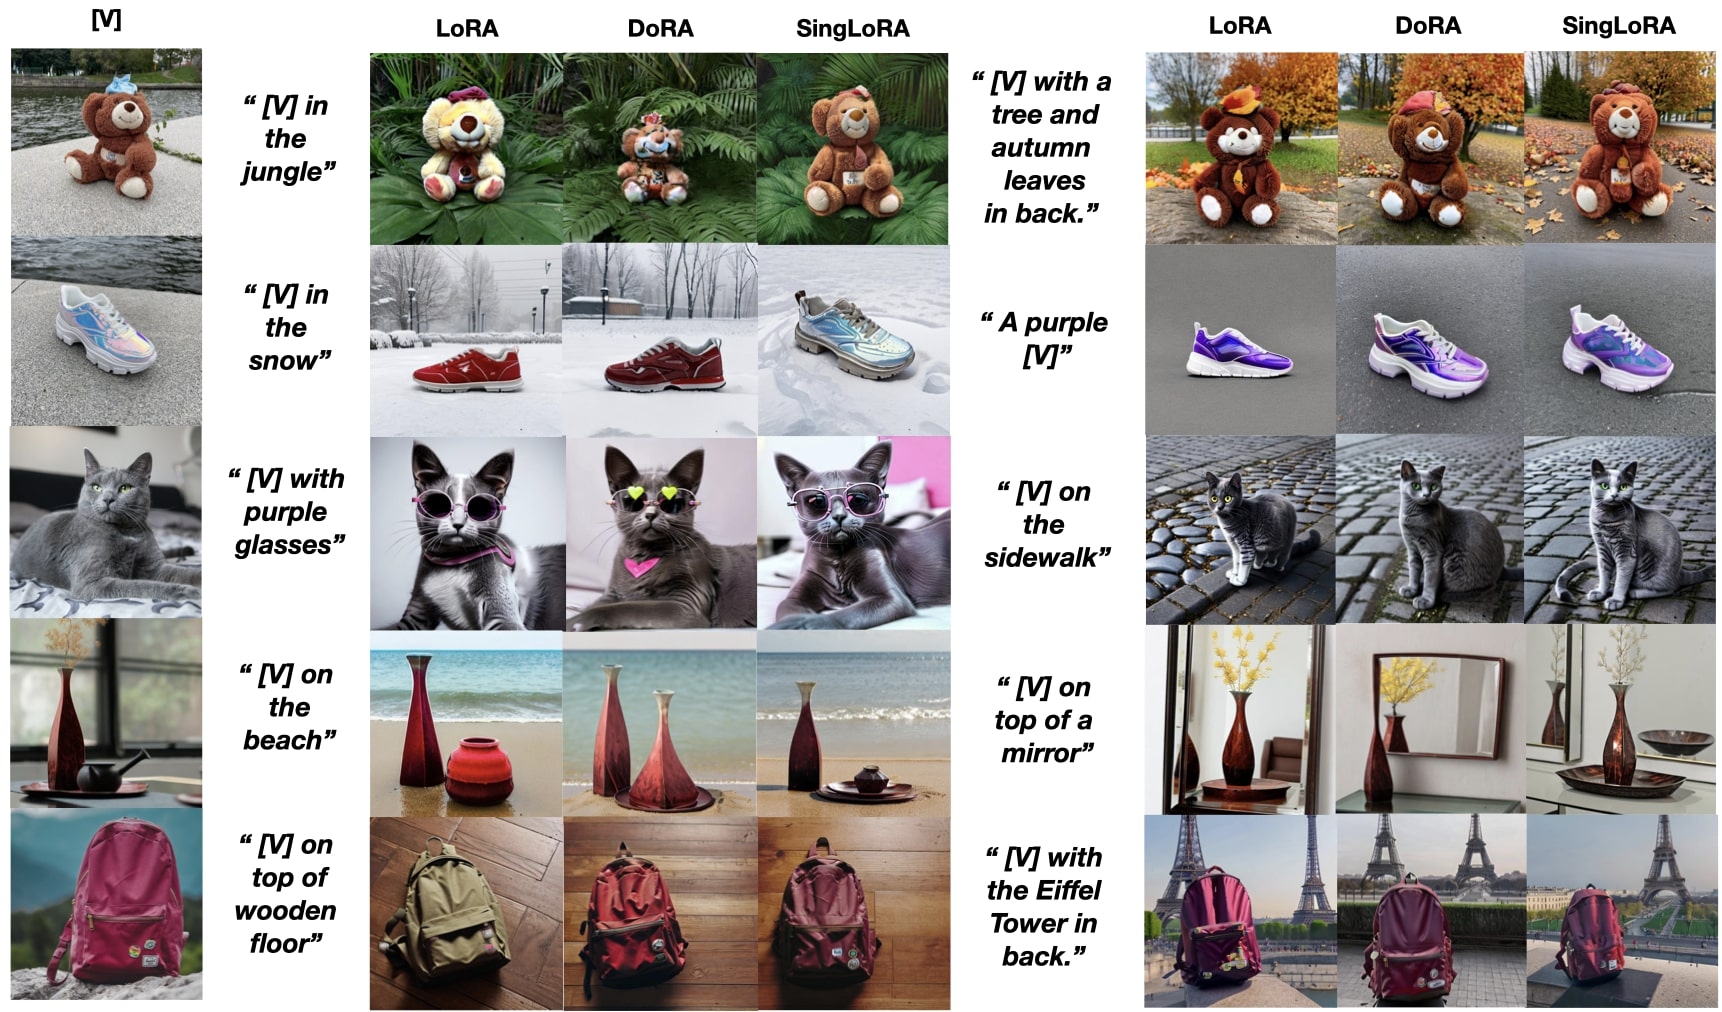 [V]
LoRA
DoRA
SingLoRA
LoRA
DoRA
SingLoRA
“ [V] in
the
jungle”
“ [V] with a
tree and
autumn
leaves
in back.”
“ [V] in
the
snow”
“ A purple
[V]”
“ [V] with
purple
glasses”
“ [V] on
the
sidewalk”
“ [V] on
the
beach”
“ [V] on
top of a
mirror”
“ [V] on
top of
wooden
floor”
“ [V] with
the Eiffel
Tower in
back.”